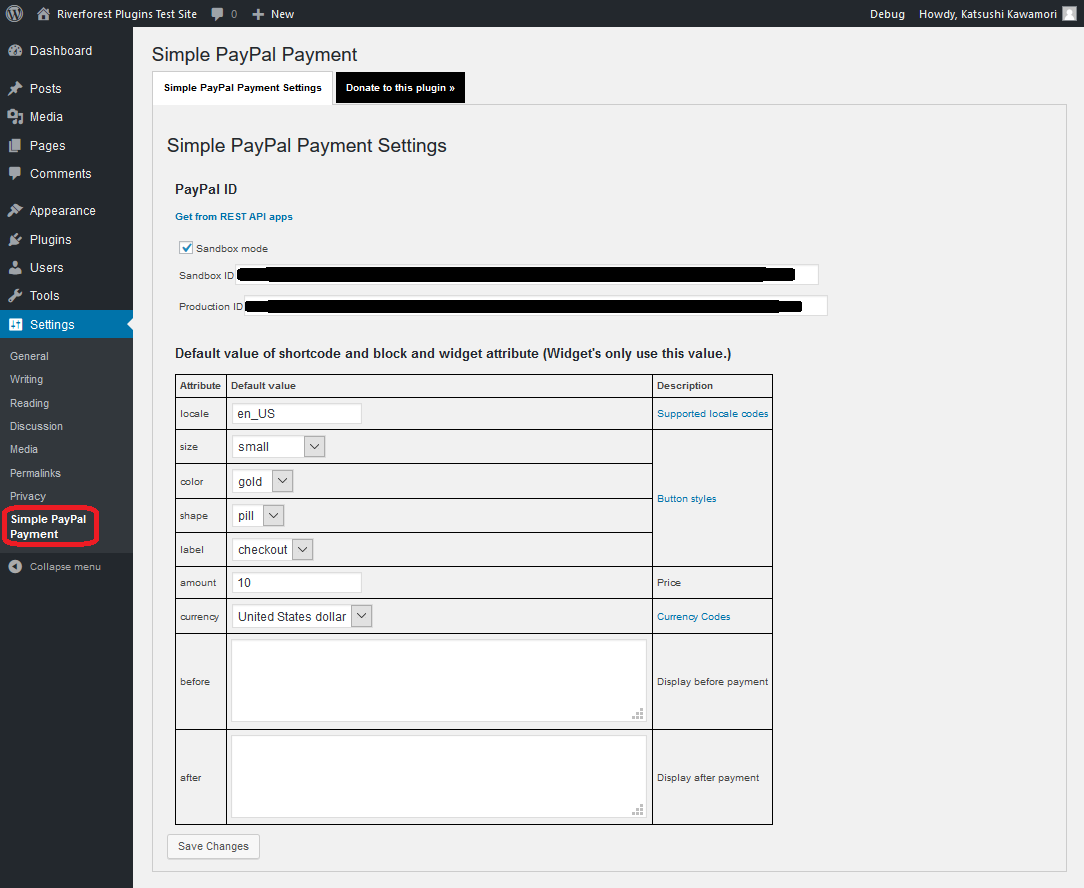 Riverforest Plugins Test Site 0 New Debug Howdy, Katsushi Kawamori
Dashboard
Posts
Media
Pages
Comments
Appearance
Plugins
Users
Tools
Settings
General
Writing
Reading
Discussion
Media
Permalinks
Privacy
Simple PayPal
Payment
Collapse menu
Simple PayPal Payment
Simple PayPal Payment Settings Donate to this plugin »
Simple PayPal Payment Settings
PayPal ID
Get from REST API apps
Sandbox mode
Sandbox ID
Production ID
Default value of shortcode and block and widget attribute (Widget's only use this value.)
Attribute Default value Description
locale en_US Supported locale codes
size small
color gold
Button styles
shape pill
label checkout
amount 10 Price
currency United States dollar Currency Codes
before Display before payment
after Display after payment
Save Changes